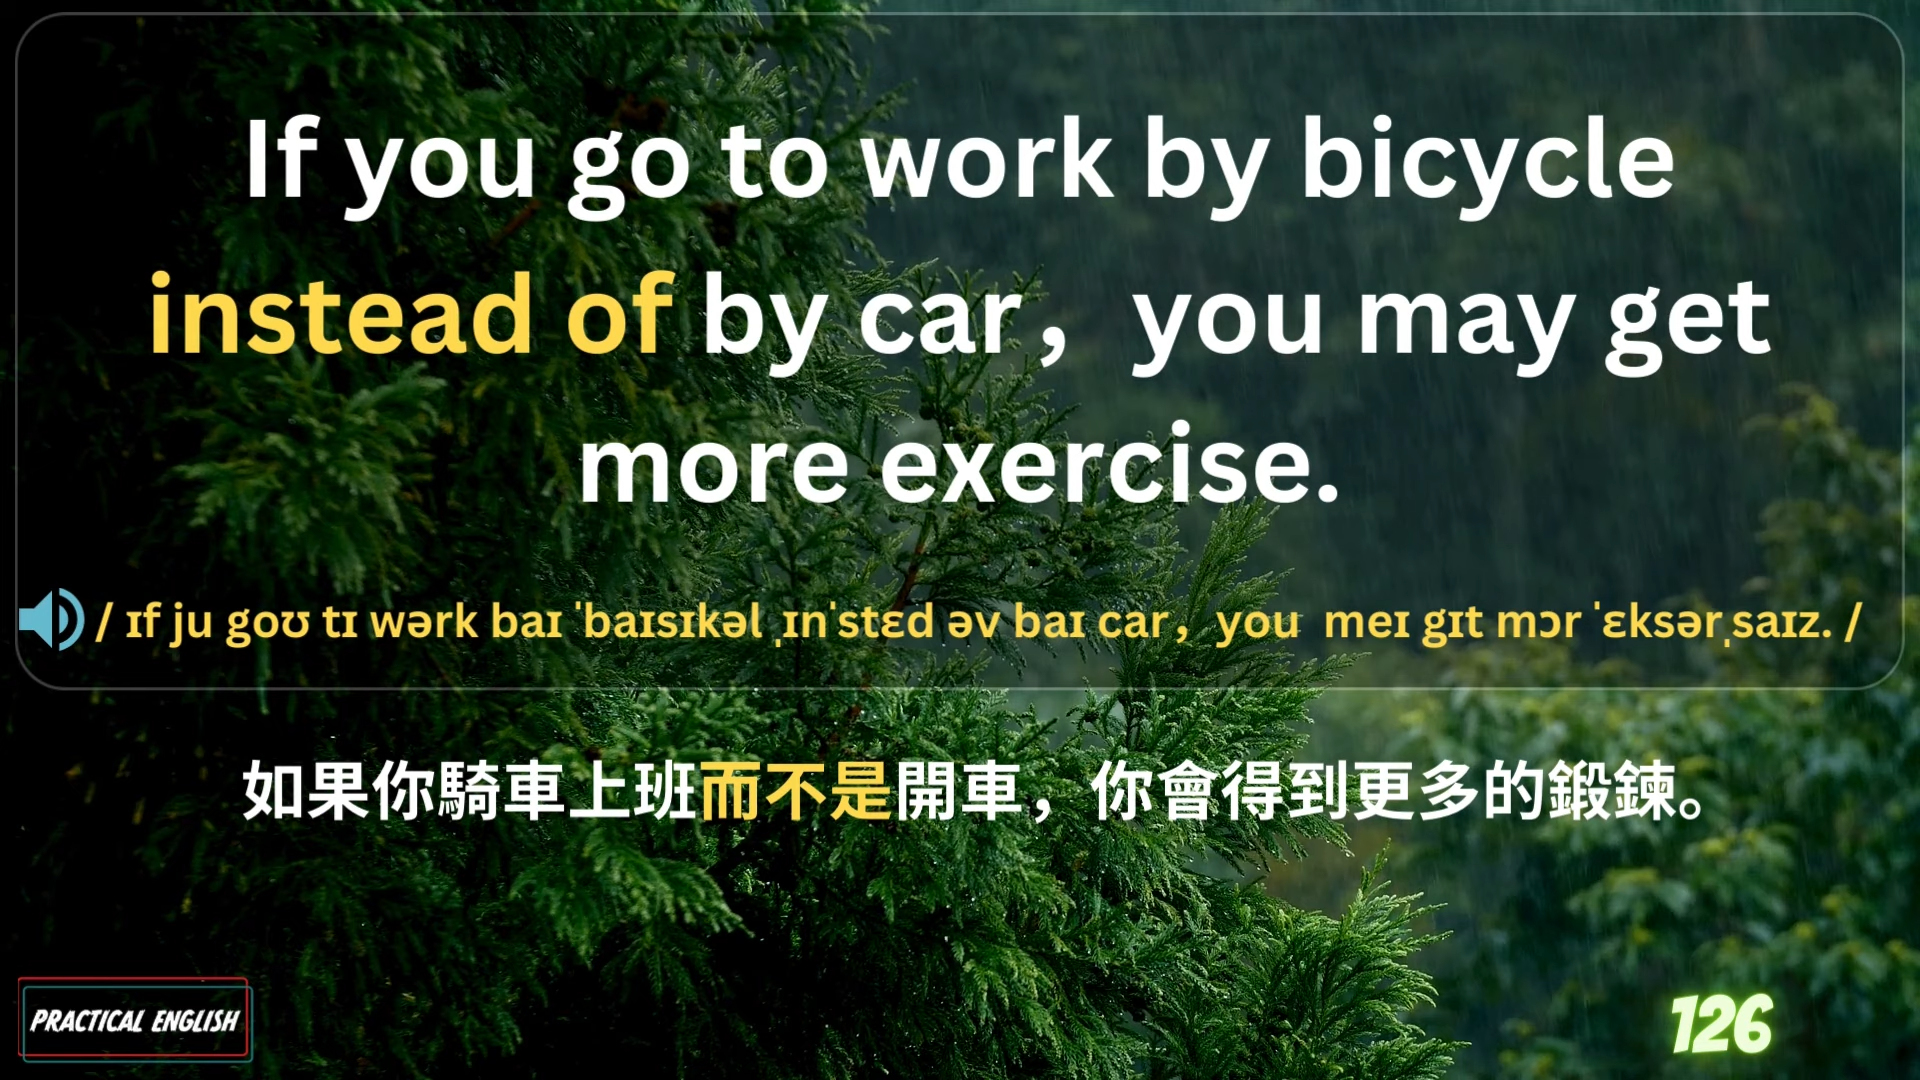 If you go to work by bicycle
instead of by car，you may get
more exercise.
/ ɪf ju goʊ tɪ wərk baɪ ˈbaɪsɪkəl ˌɪnˈstɛd əv baɪ car，you meɪ gɪt mɔr ˈɛksərˌsaɪz. /
如果你騎車上班而不是開車，你會得到更多的鍛鍊。
PRACTICAL ENGLISH
126